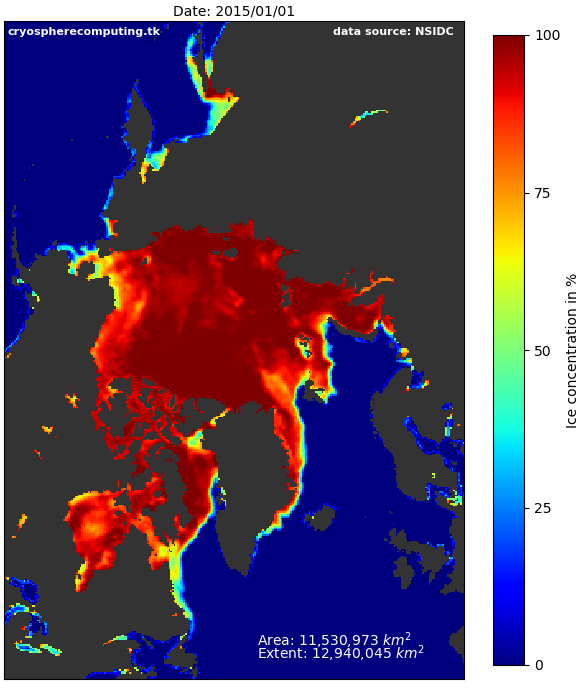 Date: 2015/01/01
cryospherecomputing.tk data source: NSIDC
100
75
50
25
0
Ice concentration in %
Area: 11,530,973 km²
Extent: 12,940,045 km²